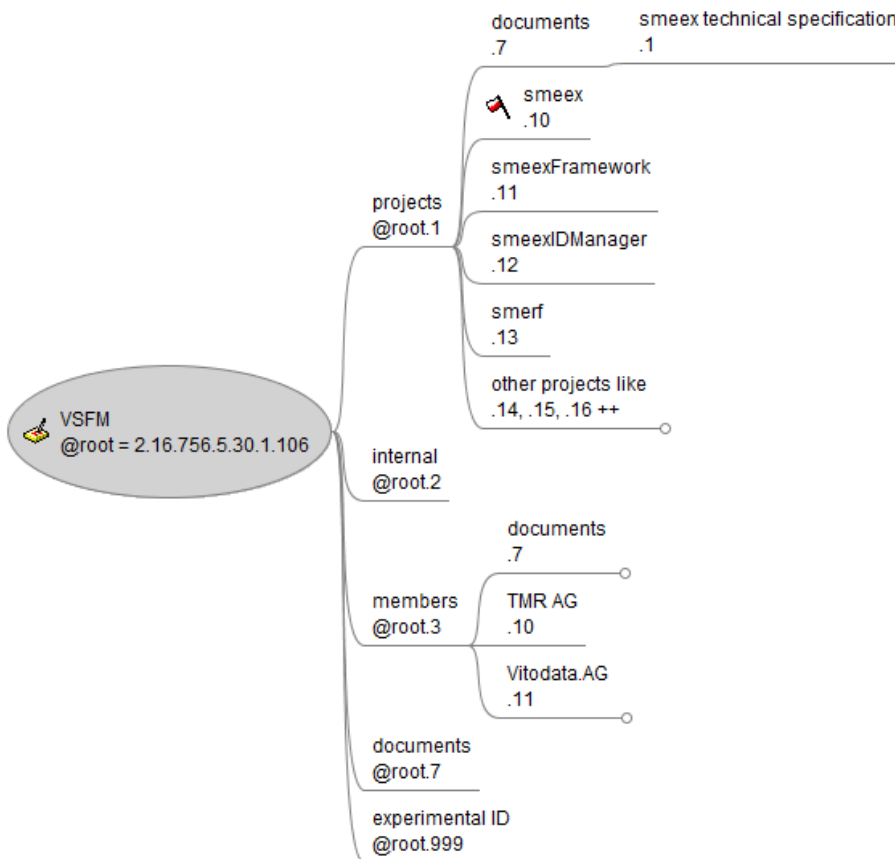 documents
.7
smeex technical specification
.1
smeex
.10
smeexFramework
.11
projects
@root.1
smeexIDManager
.12
smerf
.13
other projects like
.14, .15, .16 ++
VSFM
@root = 2.16.756.5.30.1.106
internal
@root.2
documents
.7
members
@root.3
TMR AG
.10
Vitodata.AG
.11
documents
@root.7
experimental ID
@root.999